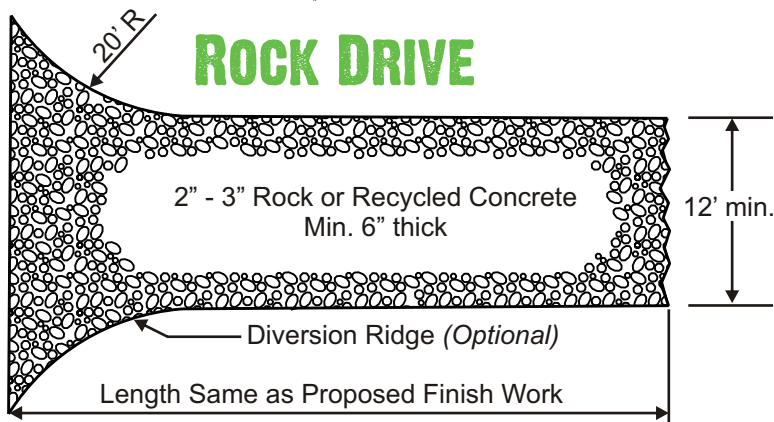 20’ R
ROCK DRIVE
2” - 3” Rock or Recycled Concrete
Min. 6” thick
12’ min.
Diversion Ridge (Optional)
Length Same as Proposed Finish Work